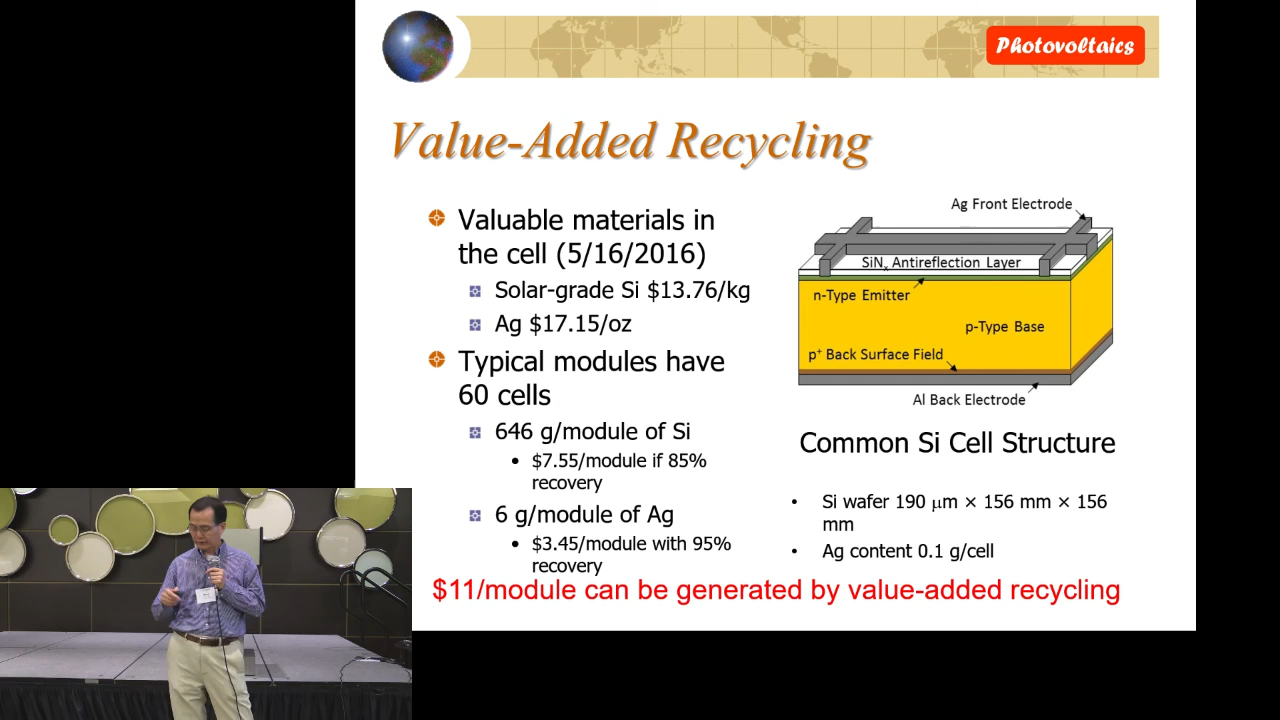 Photovoltaics
Value-Added Recycling
Valuable materials in
the cell (5/16/2016)
Solar-grade Si $13.76/kg
Ag $17.15/oz
Typical modules have
60 cells
646 g/module of Si
• $7.55/module if 85%
recovery
6 g/module of Ag
• $3.45/module with 95%
recovery
Ag Front Electrode
SiNx Antireflection Layer
n-Type Emitter
p-Type Base
p+ Back Surface Field
Al Back Electrode
Common Si Cell Structure
• Si wafer 190 μm × 156 mm × 156
mm
• Ag content 0.1 g/cell
$11/module can be generated by value-added recycling